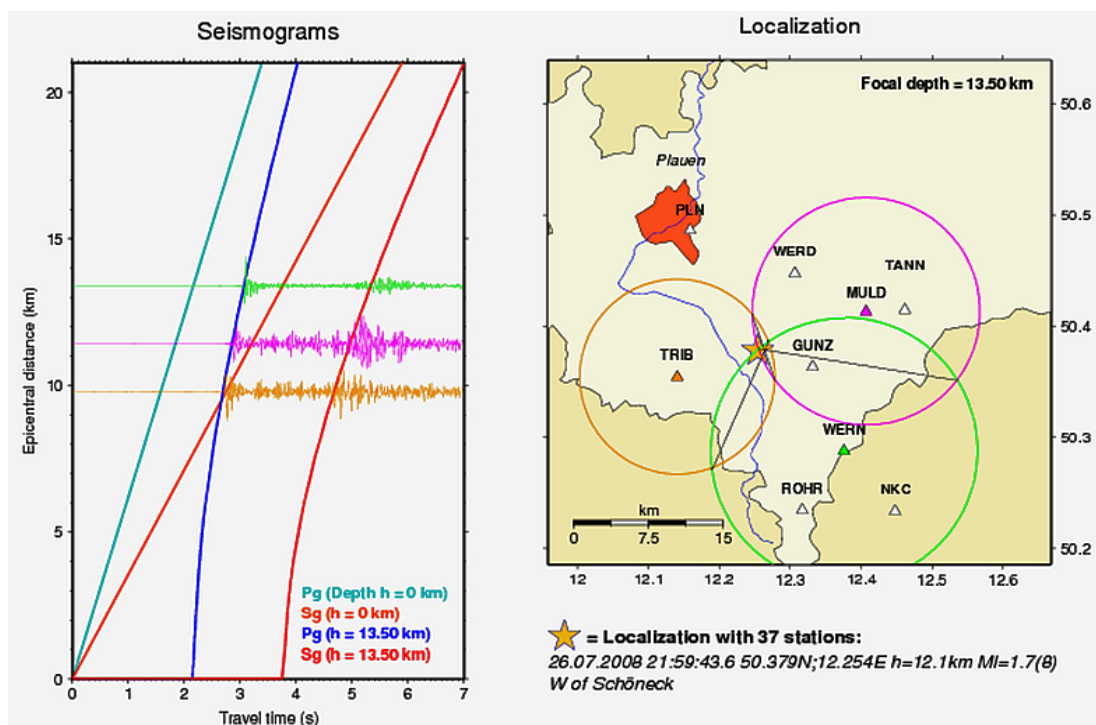 Seismograms
Epicentral distance (km)
20
15
10
5
0
0 1 2 3 4 5 6 7
Travel time (s)
Pg (Depth h = 0 km)
Sg (h = 0 km)
Pg (h = 13.50 km)
Sg (h = 13.50 km)
Localization
Focal depth = 13.50 km
Plauen
PLN
WERD
TANN
MULD
GUNZ
TRIB
WERN
ROHR
NKC
km
0 7.5 15
50.6
50.5
50.4
50.3
50.2
12 12.1 12.2 12.3 12.4 12.5 12.6
= Localization with 37 stations:
26.07.2008 21:59:43.6 50.379N;12.254E h=12.1km Ml=1.7(8)
W of Schöneck